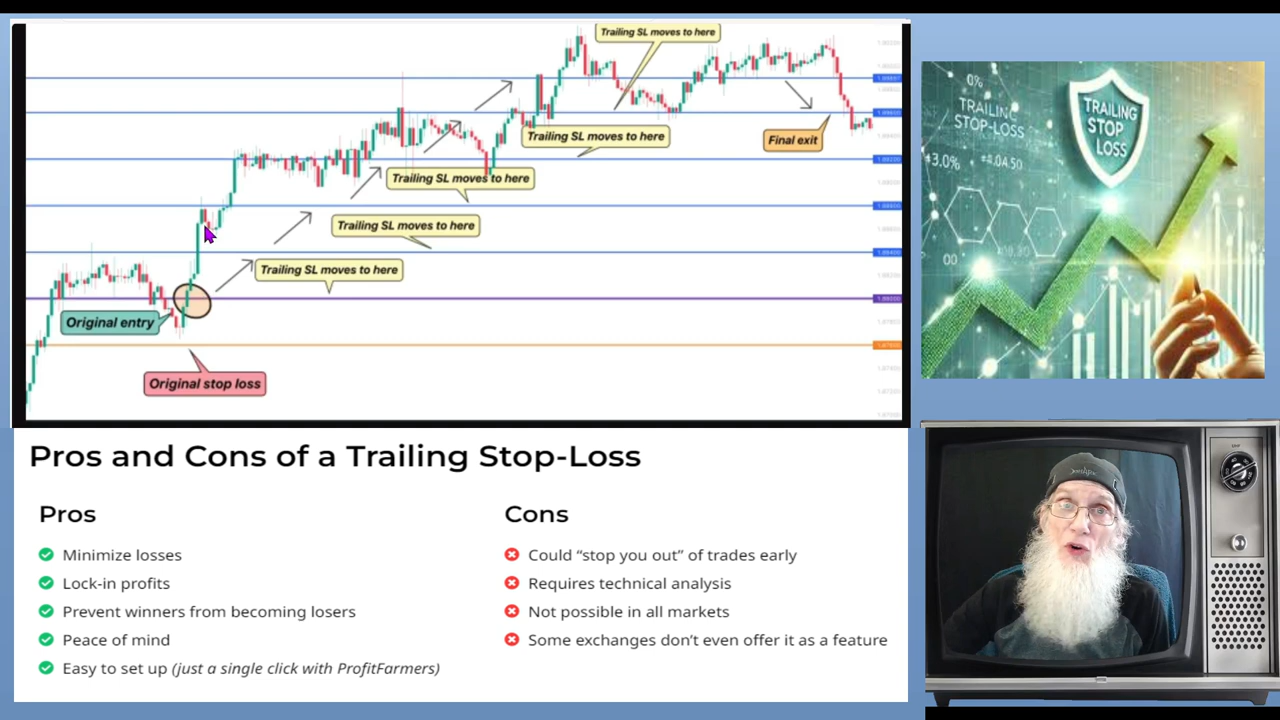 Trailing SL moves to here
Trailing SL moves to here
Final exit
Trailing SL moves to here
Trailing SL moves to here
Trailing SL moves to here
Original entry
Original stop loss
0%
TRAILING
STOP-LOSS
TRAILING
STOP
LOSS
Pros and Cons of a Trailing Stop-Loss
Pros
Minimize losses
Lock-in profits
Prevent winners from becoming losers
Peace of mind
Easy to set up (just a single click with ProfitFarmers)
Cons
Could “stop you out” of trades early
Requires technical analysis
Not possible in all markets
Some exchanges don’t even offer it as a feature